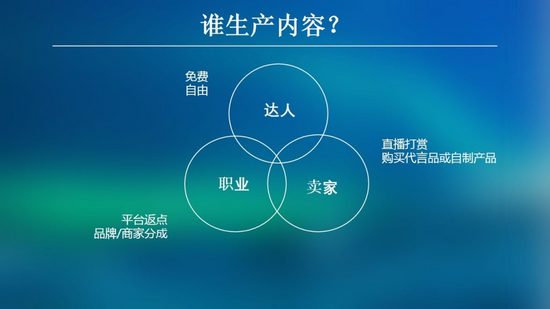 谁生产内容？
免费
自由
达人
直播打赏
购买代言品或自制产品
职业
卖家
平台返点
品牌/商家分成